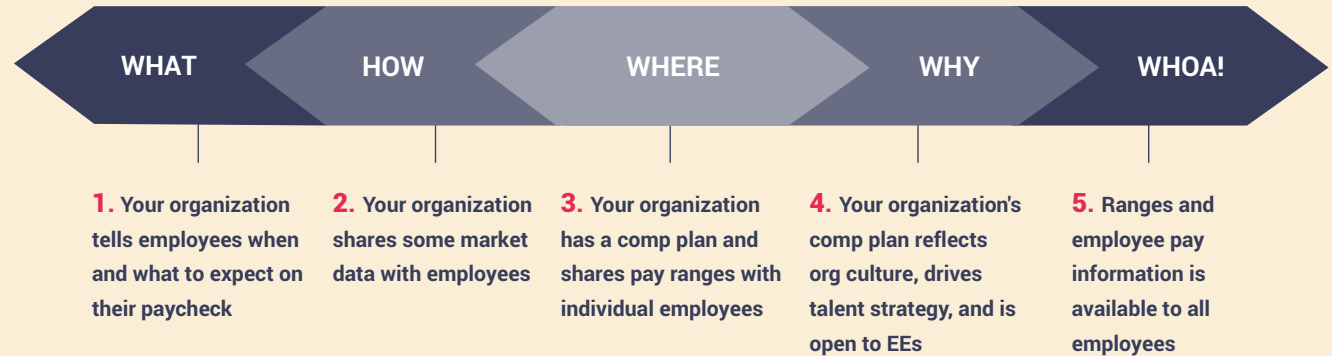 WHAT
HOW
WHERE
WHY
WHOA!
1. Your organization
tells employees when
and what to expect on
their paycheck
2. Your organization
shares some market
data with employees
3. Your organization
has a comp plan and
shares pay ranges with
individual employees
4. Your organization's
comp plan reflects
org culture, drives
talent strategy, and is
open to EEs
5. Ranges and
employee pay
information is
available to all
employees